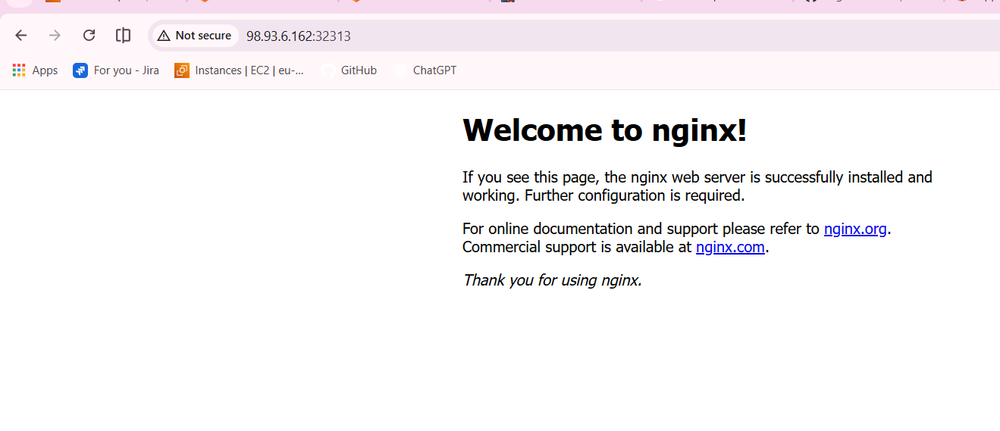 Not secure
98.93.6.162:32313
Apps
For you - Jira
Instances | EC2 | eu-...
GitHub
ChatGPT
Welcome to nginx!
If you see this page, the nginx web server is successfully installed and
working. Further configuration is required.
For online documentation and support please refer to nginx.org.
Commercial support is available at nginx.com.
Thank you for using nginx.